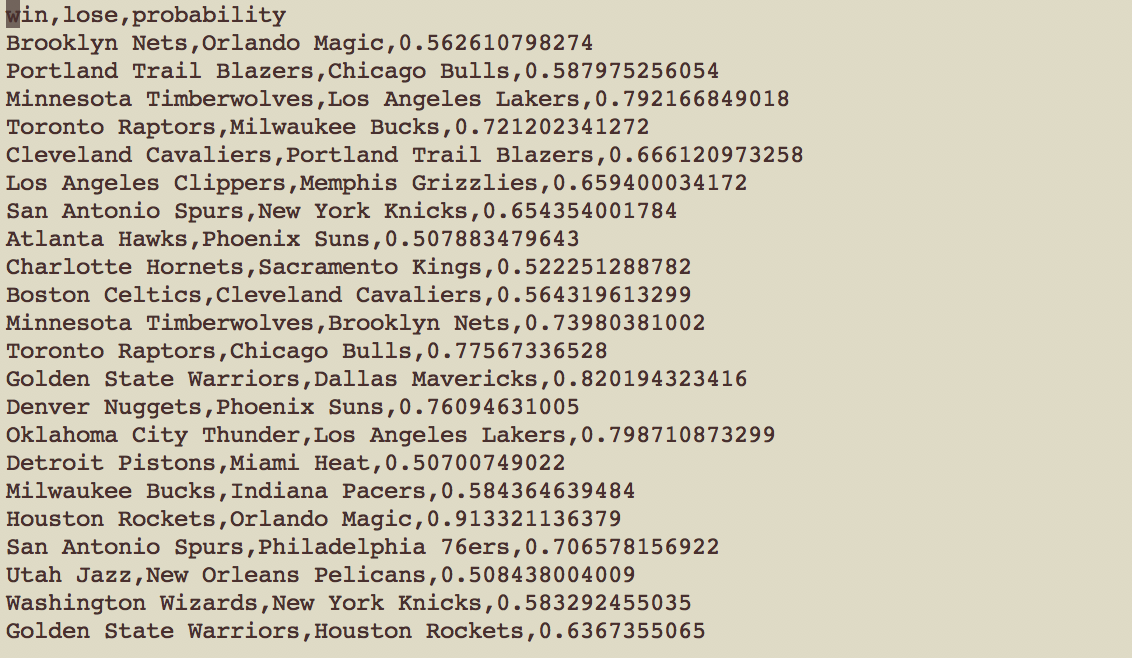 win,lose,probability
Brooklyn Nets,Orlando Magic,0.562610798274
Portland Trail Blazers,Chicago Bulls,0.587975256054
Minnesota Timberwolves,Los Angeles Lakers,0.792166849018
Toronto Raptors,Milwaukee Bucks,0.721202341272
Cleveland Cavaliers,Portland Trail Blazers,0.666120973258
Los Angeles Clippers,Memphis Grizzlies,0.659400034172
San Antonio Spurs,New York Knicks,0.654354001784
Atlanta Hawks,Phoenix Suns,0.507883479643
Charlotte Hornets,Sacramento Kings,0.522251288782
Boston Celtics,Cleveland Cavaliers,0.564319613299
Minnesota Timberwolves,Brooklyn Nets,0.73980381002
Toronto Raptors,Chicago Bulls,0.77567336528
Golden State Warriors,Dallas Mavericks,0.820194323416
Denver Nuggets,Phoenix Suns,0.76094631005
Oklahoma City Thunder,Los Angeles Lakers,0.798710873299
Detroit Pistons,Miami Heat,0.50700749022
Milwaukee Bucks,Indiana Pacers,0.584364639484
Houston Rockets,Orlando Magic,0.913321136379
San Antonio Spurs,Philadelphia 76ers,0.706578156922
Utah Jazz,New Orleans Pelicans,0.508438004009
Washington Wizards,New York Knicks,0.583292455035
Golden State Warriors,Houston Rockets,0.6367355065